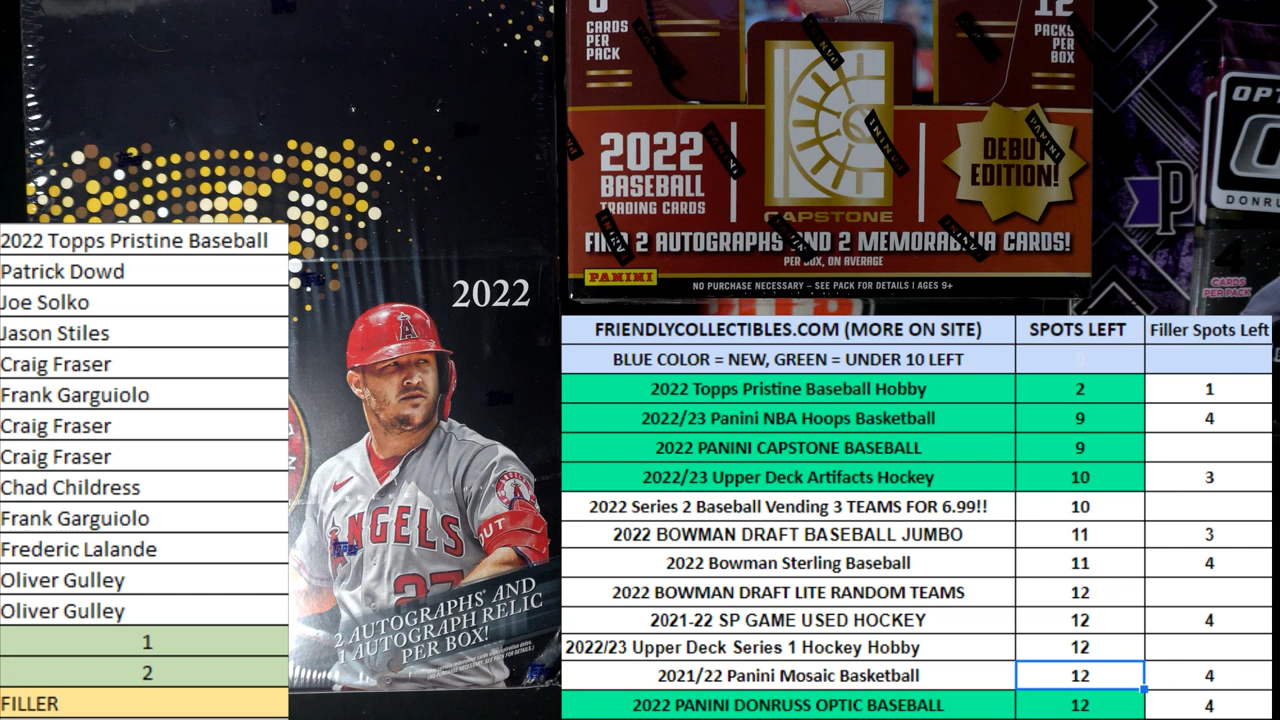 2022 Topps Pristine Baseball
Patrick Dowd
Joe Solko
Jason Stiles
Craig Fraser
Frank Garguiolo
Craig Fraser
Craig Fraser
Chad Childress
Frank Garguiolo
Frederic Lalande
Oliver Gulley
Oliver Gulley
1
2
FILLER
2022
ANGELS
2 AUTOGRAPHS AND
1 AUTOGRAPH RELIC
PER BOX!
CARDS
PER
PACK
12
PACKS
PER
BOX
2022
BASEBALL
TRADING CARDS
CAPSTONE
DEBUT
EDITION!
FIND 2 AUTOGRAPHS AND 2 MEMORABILIA CARDS!
PER BOX, ON AVERAGE
PANINI
NO PURCHASE NECESSARY – SEE PACK FOR DETAILS | AGES 9+
4
CARDS
PER PACK
FRIENDLYCOLLECTIBLES.COM (MORE ON SITE) SPOTS LEFT Filler Spots Left
BLUE COLOR = NEW, GREEN = UNDER 10 LEFT 0
2022 Topps Pristine Baseball Hobby 2 1
2022/23 Panini NBA Hoops Basketball 9 4
2022 PANINI CAPSTONE BASEBALL 9
2022/23 Upper Deck Artifacts Hockey 10 3
2022 Series 2 Baseball Vending 3 TEAMS FOR 6.99!! 10
2022 BOWMAN DRAFT BASEBALL JUMBO 11 3
2022 Bowman Sterling Baseball 11 4
2022 BOWMAN DRAFT LITE RANDOM TEAMS 12
2021-22 SP GAME USED HOCKEY 12 4
2022/23 Upper Deck Series 1 Hockey Hobby 12
2021/22 Panini Mosaic Basketball 12 4
2022 PANINI DONRUSS OPTIC BASEBALL 12 4